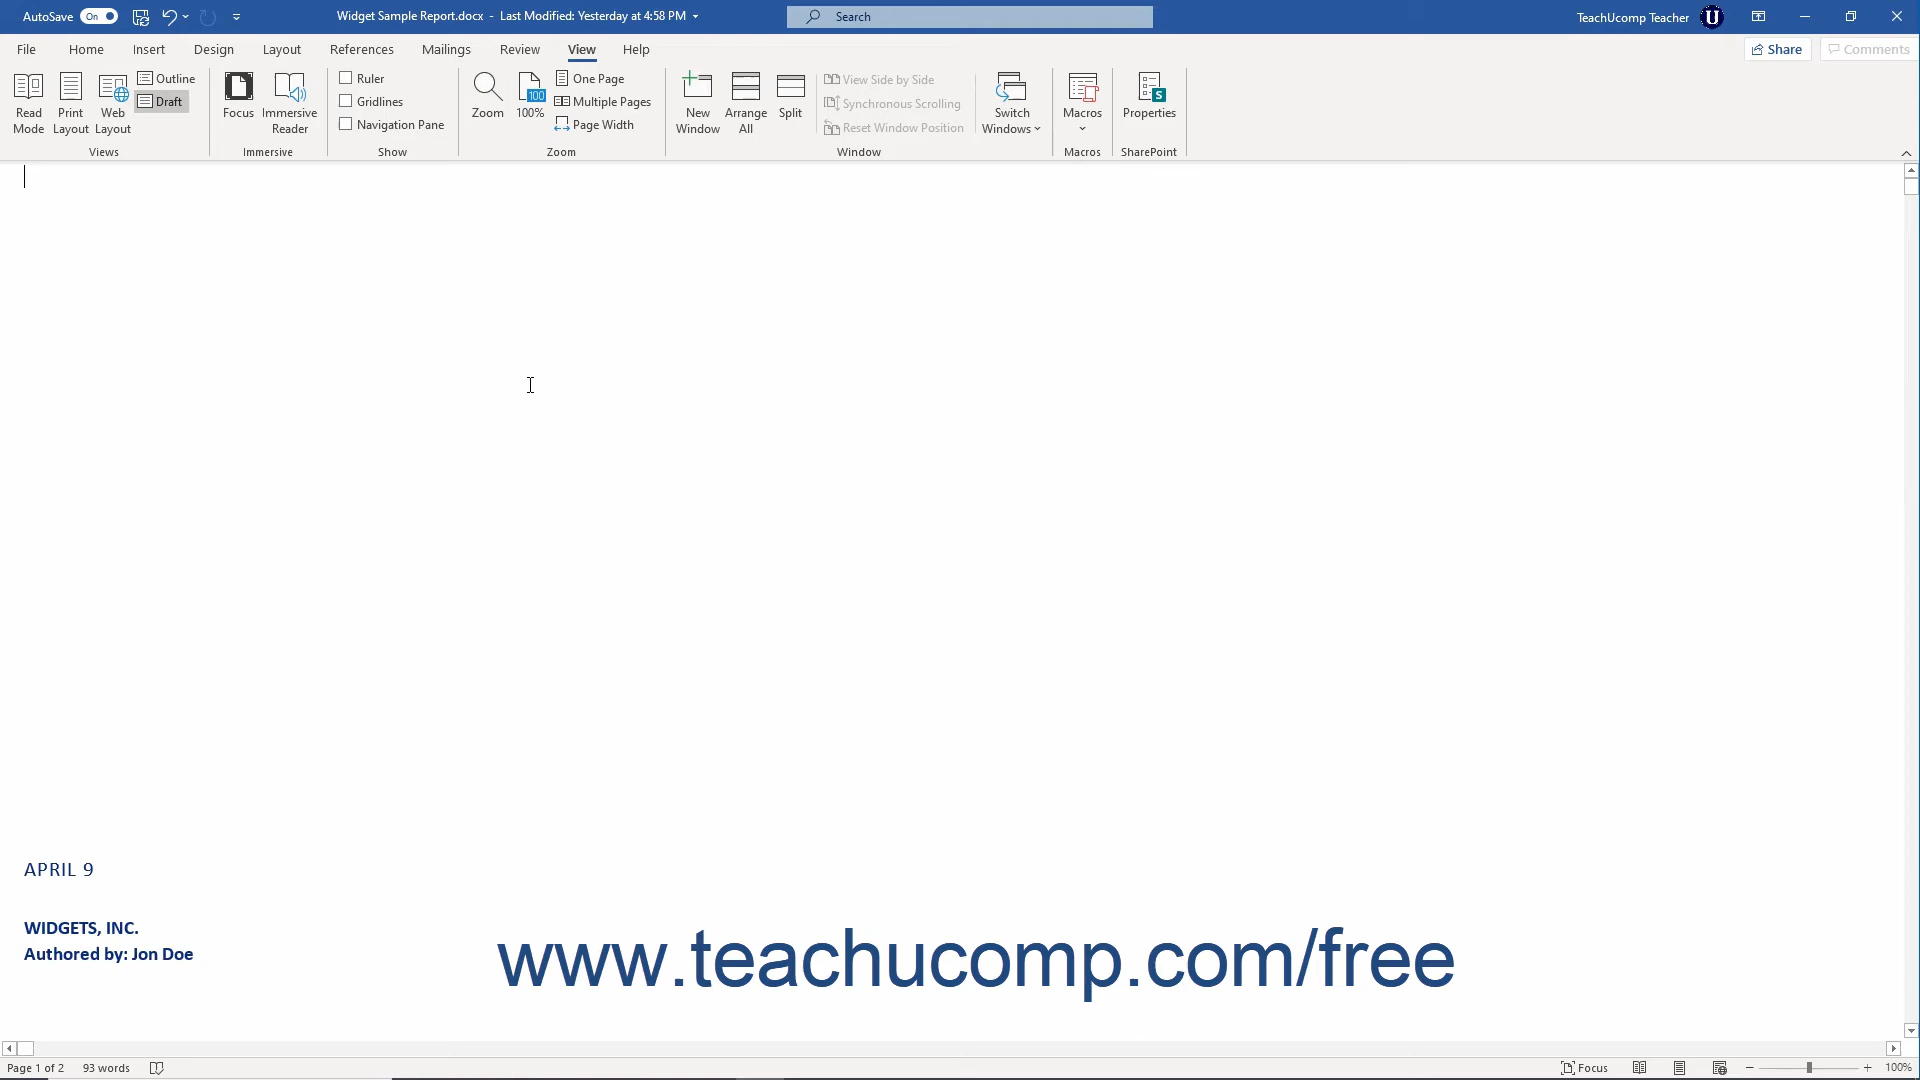 AutoSave On
Widget Sample Report.docx - Last Modified: Yesterday at 4:58 PM
Search
TeachUcomp Teacher
U
File Home Insert Design Layout References Mailings Review View Help
Share
Comments
Read Mode
Print Layout
Web Layout
Outline
Draft
Views
Focus
Immersive Reader
Immersive
Ruler
Gridlines
Navigation Pane
Show
Zoom
100
100%
One Page
Multiple Pages
Page Width
Zoom
New Window
Arrange All
Split
View Side by Side
Synchronous Scrolling
Reset Window Position
Switch Windows
Window
Macros
Macros
S
Properties
SharePoint
APRIL 9
WIDGETS, INC.
Authored by: Jon Doe
www.teachucomp.com/free
Page 1 of 2 93 words
Focus
100%